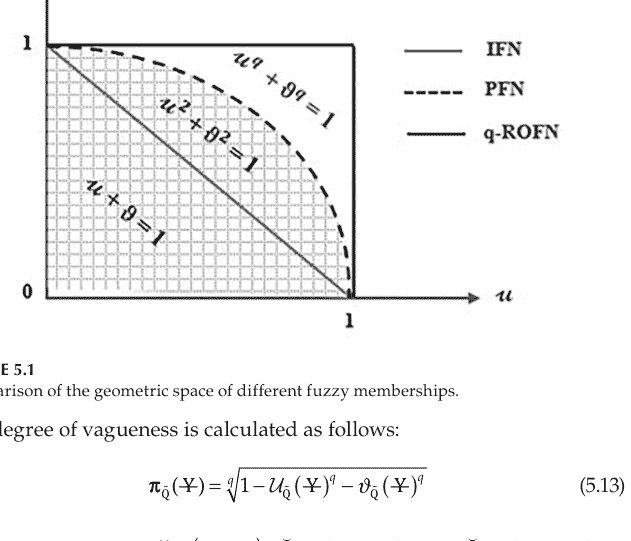 1
IFN
PFN
q-ROFN
𝓊^q + ϑ^q = 1
𝓊² + ϑ² = 1
𝓊 + ϑ = 1
0
𝓊
1
E 5.1
arison of the geometric space of different fuzzy memberships.
degree of vagueness is calculated as follows:
π_Q̃(Ɏ) = ᑫ√(1 − 𝒰_Q̃(Ɏ)^q − ϑ_Q̃(Ɏ)^q) (5.13)